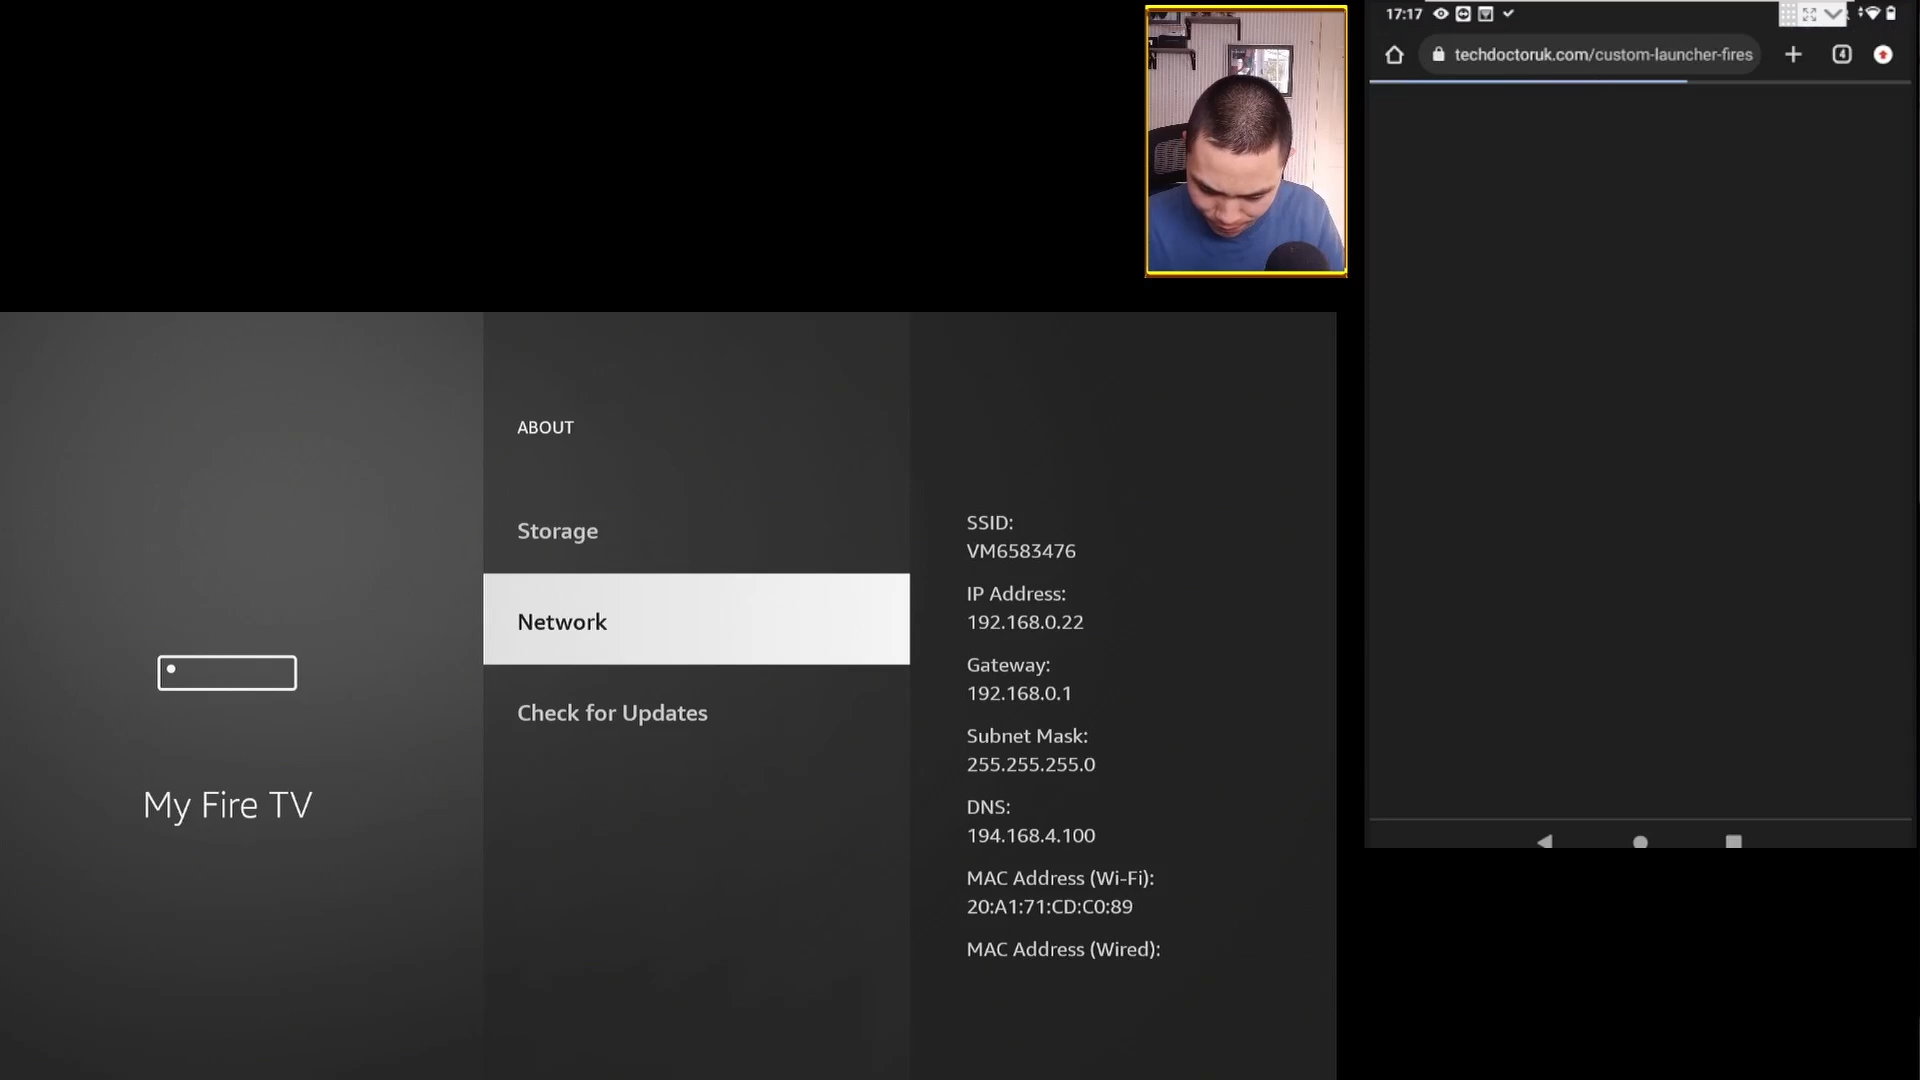 17:17
techdoctoruk.com/custom-launcher-fires
4
ABOUT
Storage
Network
Check for Updates
My Fire TV
SSID:
VM6583476
IP Address:
192.168.0.22
Gateway:
192.168.0.1
Subnet Mask:
255.255.255.0
DNS:
194.168.4.100
MAC Address (Wi-Fi):
20:A1:71:CD:C0:89
MAC Address (Wired):